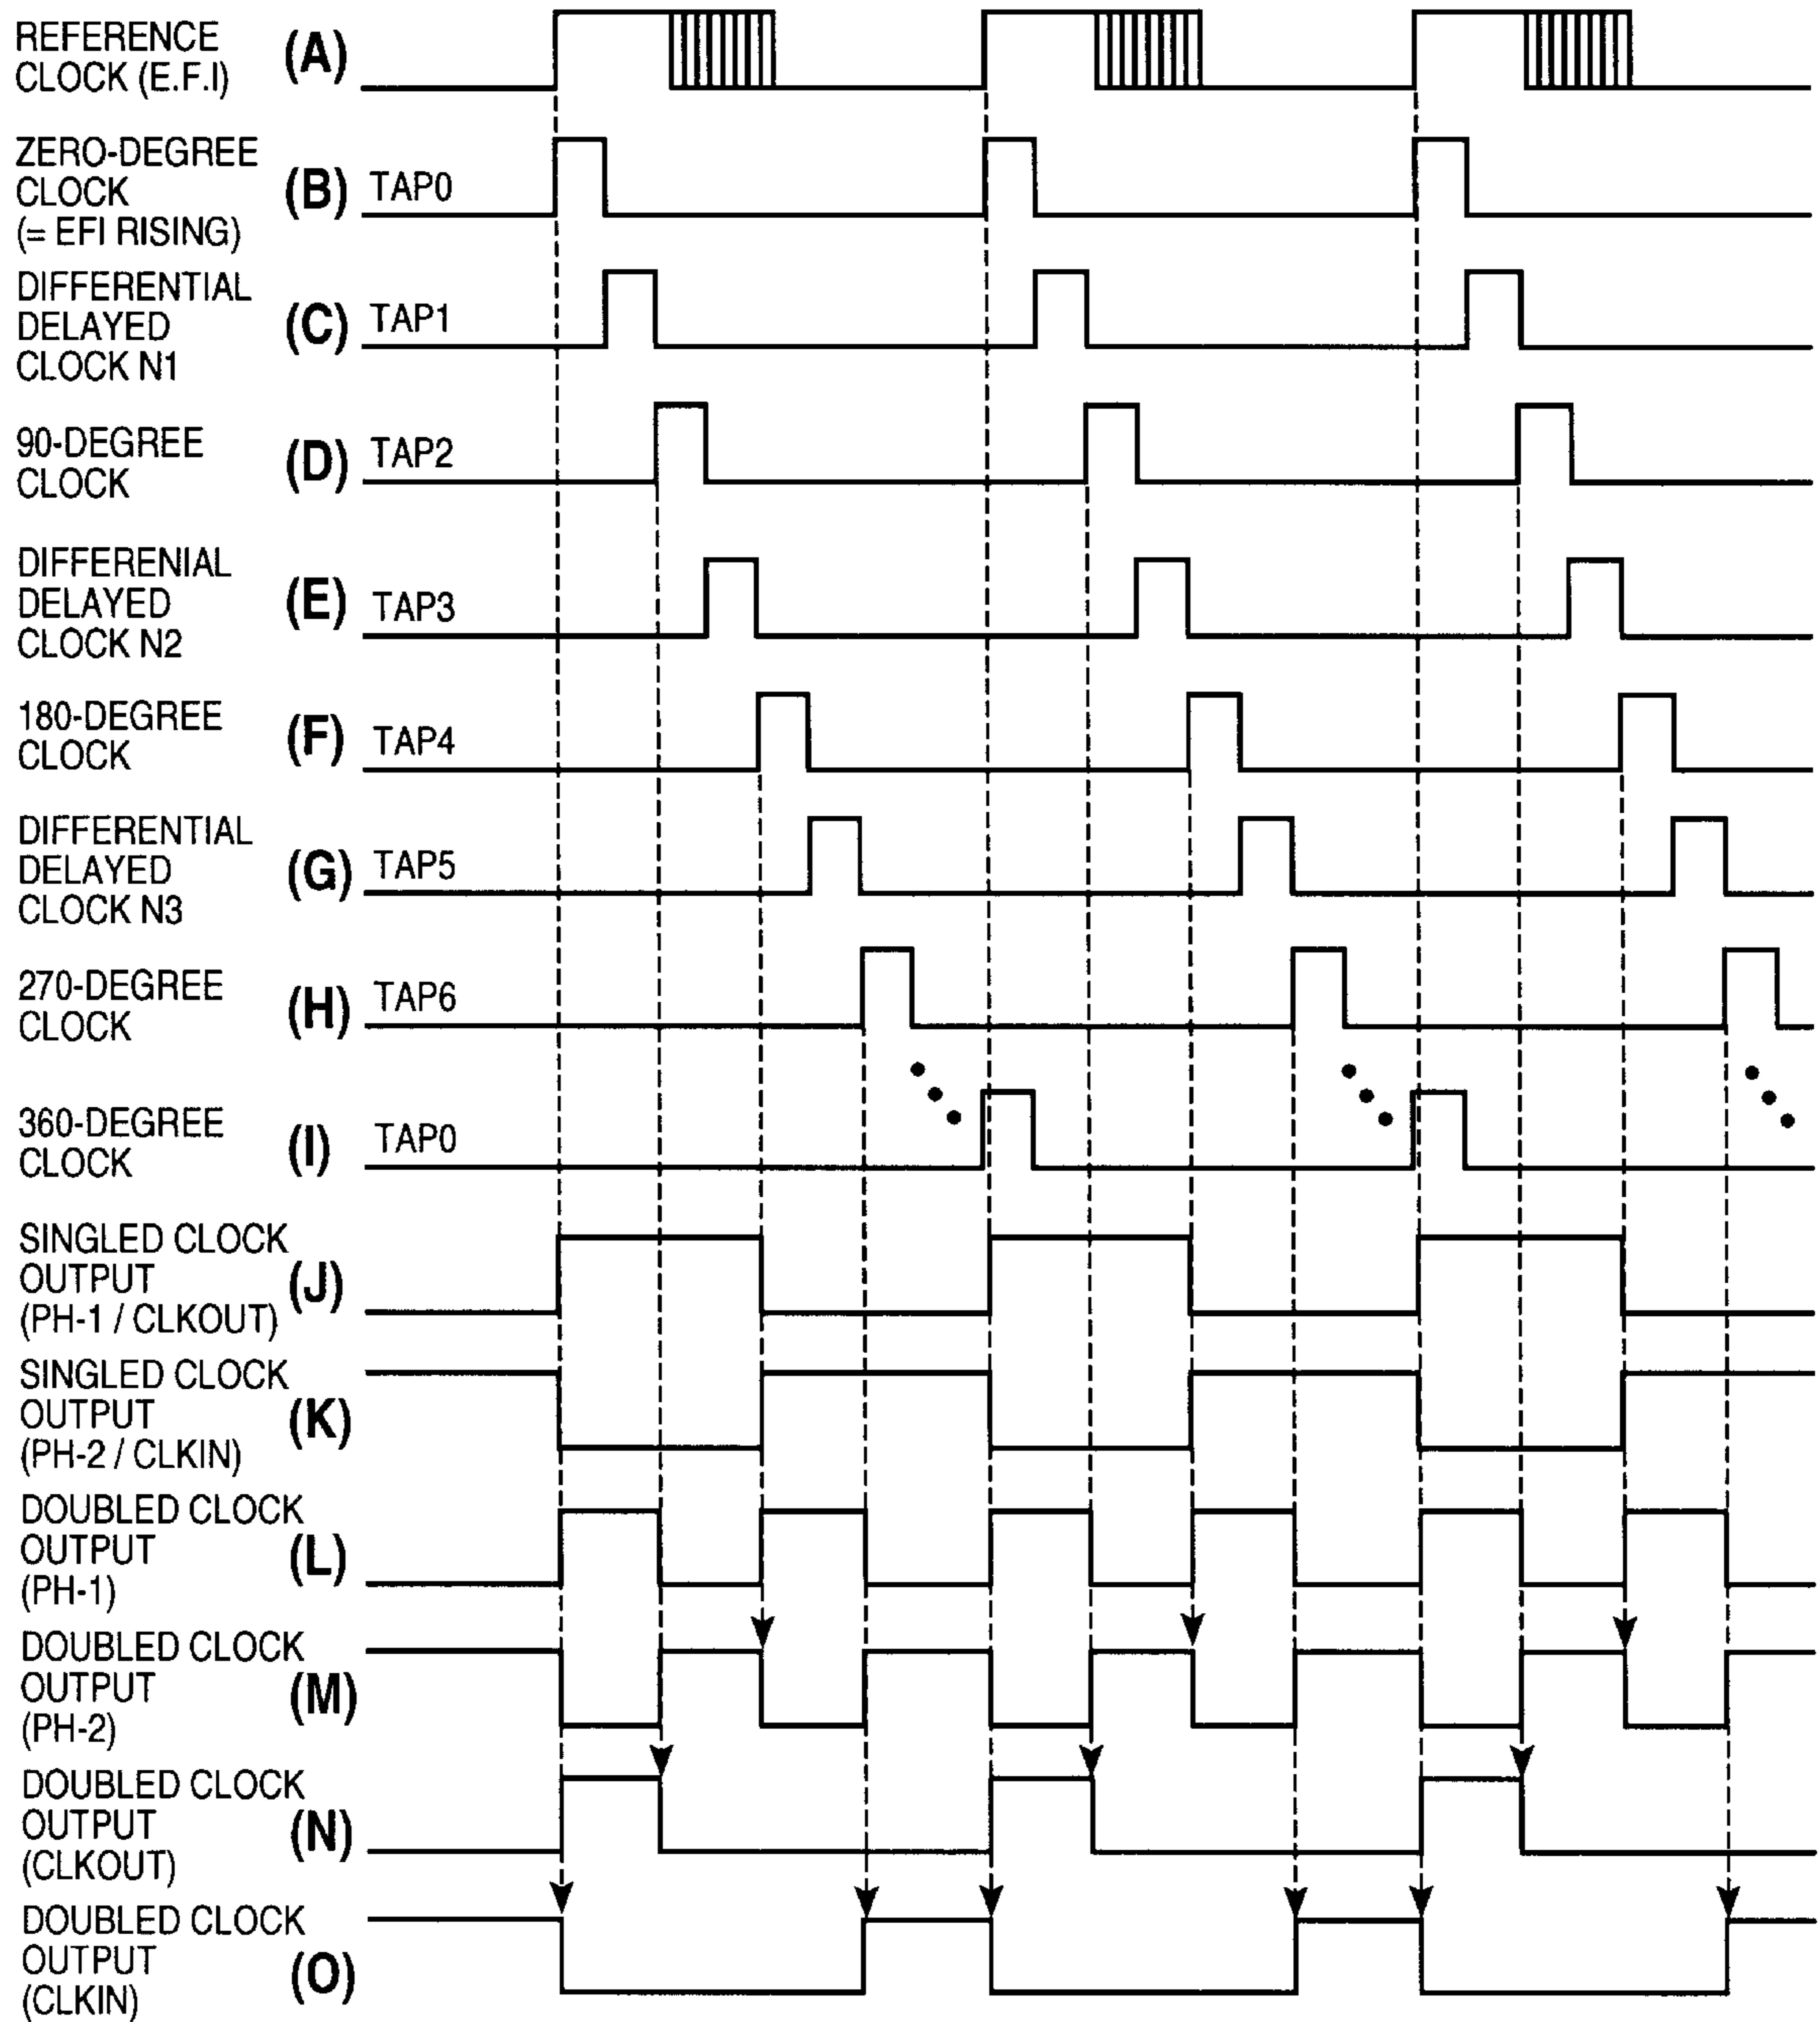 REFERENCE
CLOCK (E.F.I)
(A)
ZERO-DEGREE
CLOCK
(= EFI RISING)
(B)
TAP0
DIFFERENTIAL
DELAYED
CLOCK N1
(C)
TAP1
90-DEGREE
CLOCK
(D)
TAP2
DIFFERENIAL
DELAYED
CLOCK N2
(E)
TAP3
180-DEGREE
CLOCK
(F)
TAP4
DIFFERENTIAL
DELAYED
CLOCK N3
(G)
TAP5
270-DEGREE
CLOCK
(H)
TAP6
360-DEGREE
CLOCK
(I)
TAP0
SINGLED CLOCK
OUTPUT
(PH-1 / CLKOUT)
(J)
SINGLED CLOCK
OUTPUT
(PH-2 / CLKIN)
(K)
DOUBLED CLOCK
OUTPUT
(PH-1)
(L)
DOUBLED CLOCK
OUTPUT
(PH-2)
(M)
DOUBLED CLOCK
OUTPUT
(CLKOUT)
(N)
DOUBLED CLOCK
OUTPUT
(CLKIN)
(O)